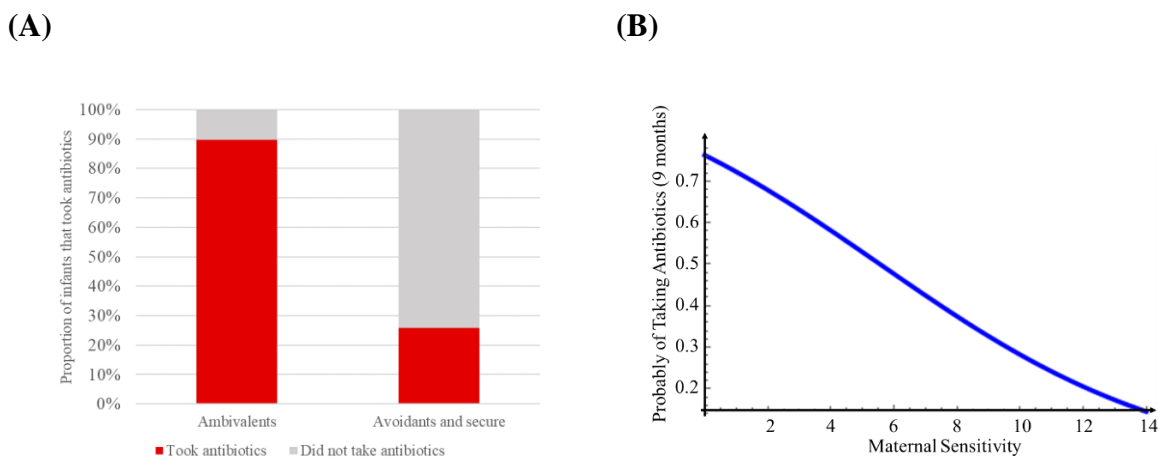 (A)
(B)
Proportion of infants that took antibiotics
100%
90%
80%
70%
60%
50%
40%
30%
20%
10%
0%
Ambivalents
Avoidants and secure
Took antibiotics
Did not take antibiotics
Probably of Taking Antibiotics (9 months)
0.7
0.6
0.5
0.4
0.3
0.2
2
4
6
8
10
12
14
Maternal Sensitivity